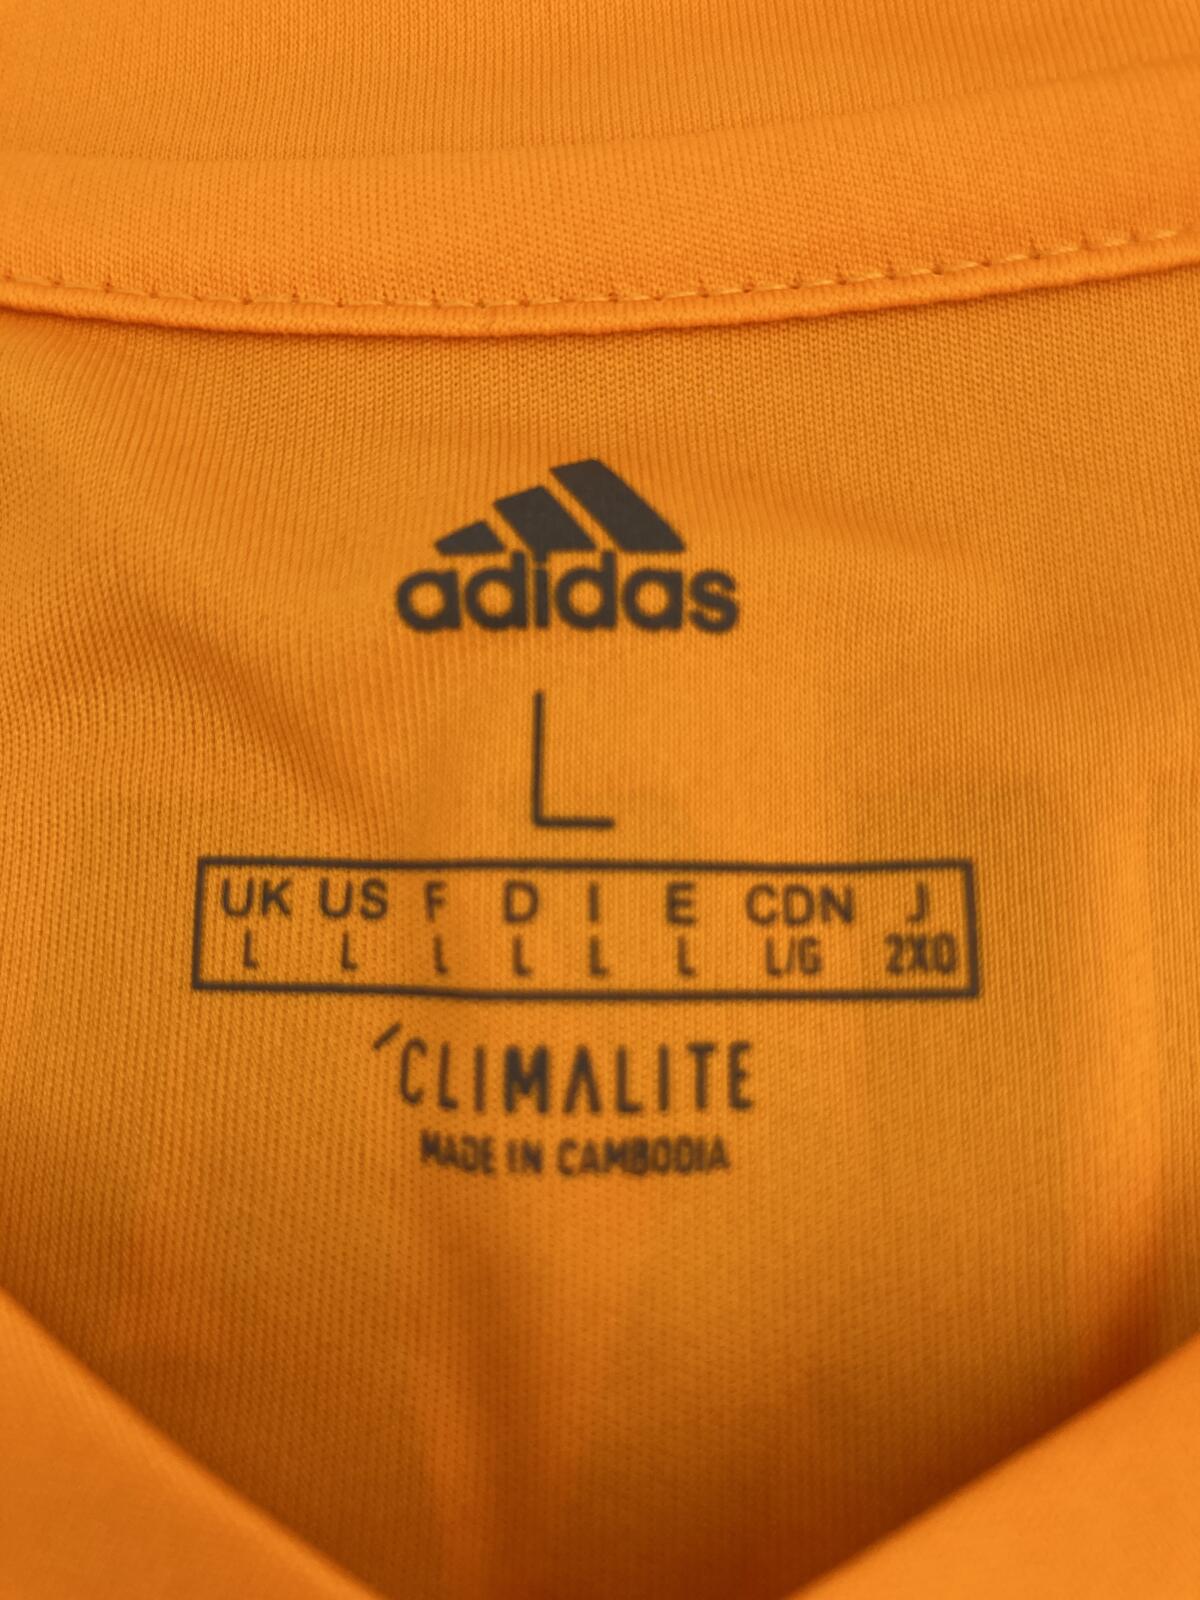 adidas
L
UK US F D I E CDN J
L L L L L L L/G 2XO
CLIMALITE
MADE IN CAMBODIA